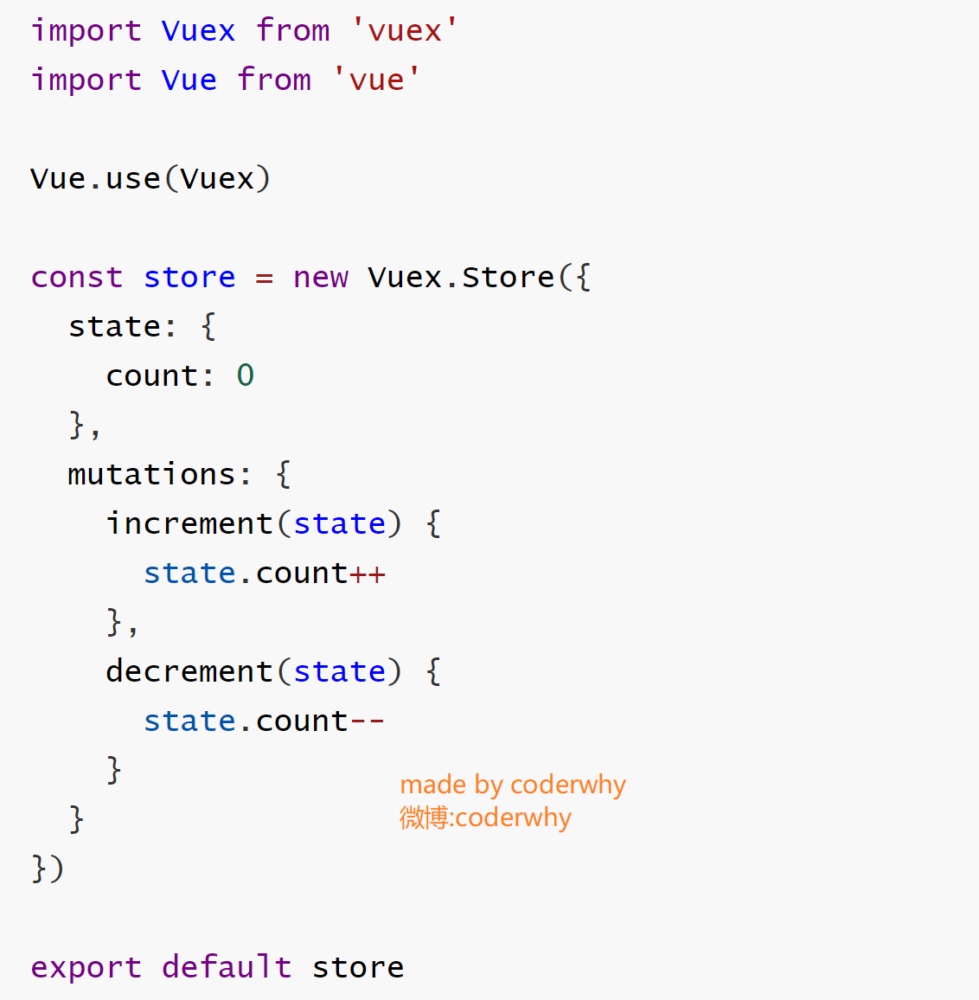 import Vuex from 'vuex'
import Vue from 'vue'
Vue.use(Vuex)
const store = new Vuex.Store({
  state: {
    count: 0
  },
  mutations: {
    increment(state) {
      state.count++
    },
    decrement(state) {
      state.count--
    }
made by coderwhy
微博:coderwhy
  }
})
export default store